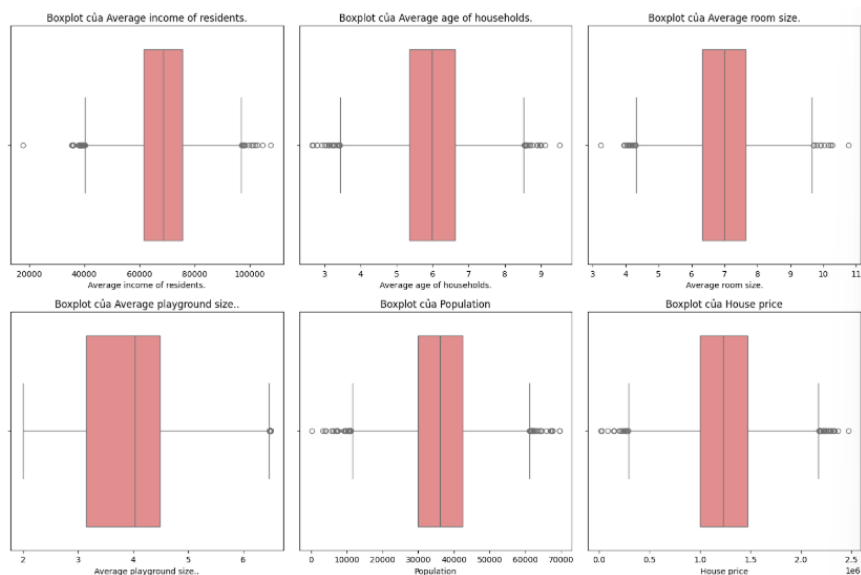 Boxplot của Average income of residents.
Boxplot của Average age of households.
Boxplot của Average room size.
20000 40000 60000 80000 100000
3 4 5 6 7 8 9
3 4 5 6 7 8 9 10 11
Average income of residents.
Average age of households.
Average room size.
Boxplot của Average playground size..
Boxplot của Population
Boxplot của House price
2 3 4 5 6
0 10000 20000 30000 40000 50000 60000 70000
0.0 0.5 1.0 1.5 2.0 2.5
1e6
Average playground size..
Population
House price